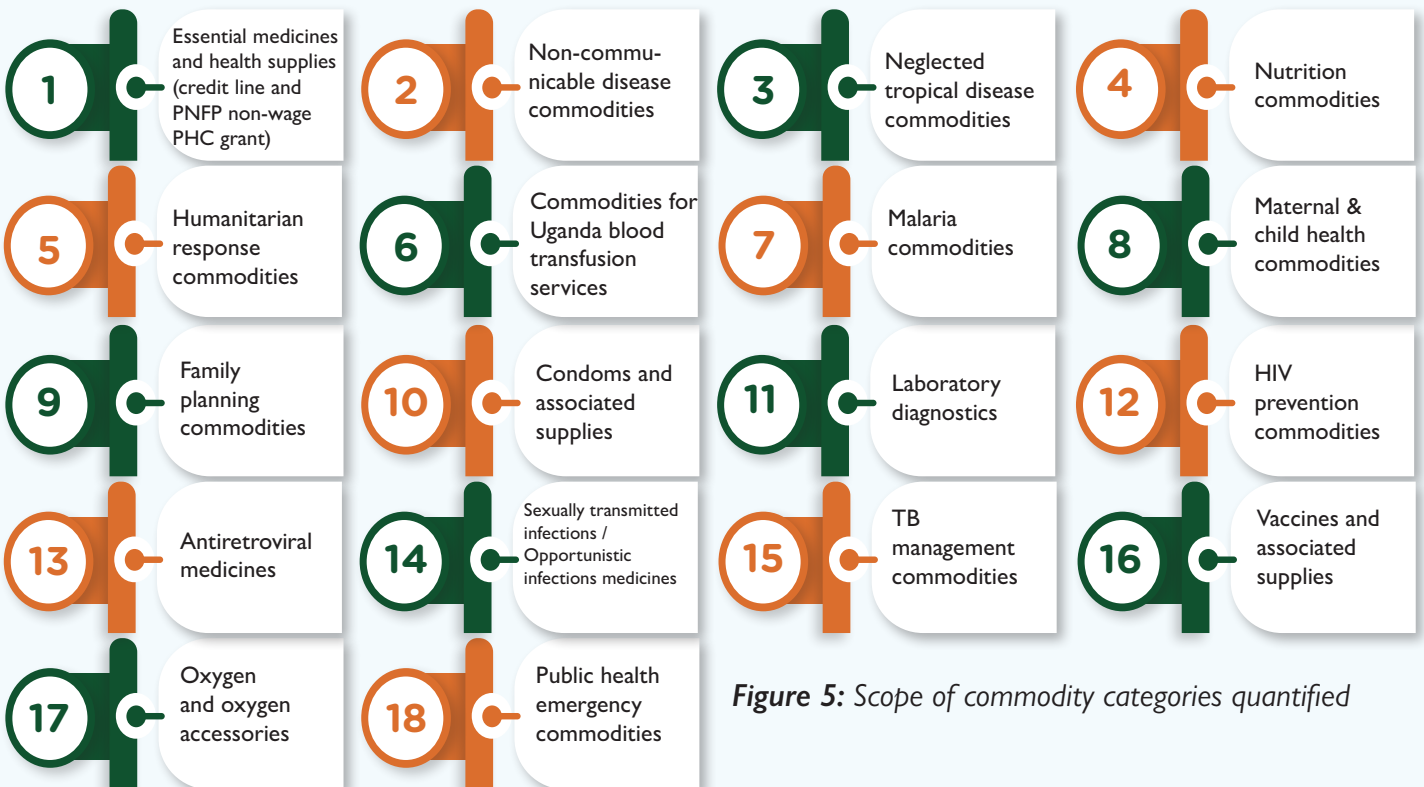 1
Essential medicines
and health supplies
(credit line and
PNFP non-wage
PHC grant)
2
Non-commu-
nicable disease
commodities
3
Neglected
tropical disease
commodities
4
Nutrition
commodities
5
Humanitarian
response
commodities
6
Commodities for
Uganda blood
transfusion
services
7
Malaria
commodities
8
Maternal &
child health
commodities
9
Family
planning
commodities
10
Condoms and
associated
supplies
11
Laboratory
diagnostics
12
HIV
prevention
commodities
13
Antiretroviral
medicines
14
Sexually transmitted
infections /
Opportunistic
infections medicines
15
TB
management
commodities
16
Vaccines and
associated
supplies
17
Oxygen
and oxygen
accessories
18
Public health
emergency
commodities
Figure 5: Scope of commodity categories quantified